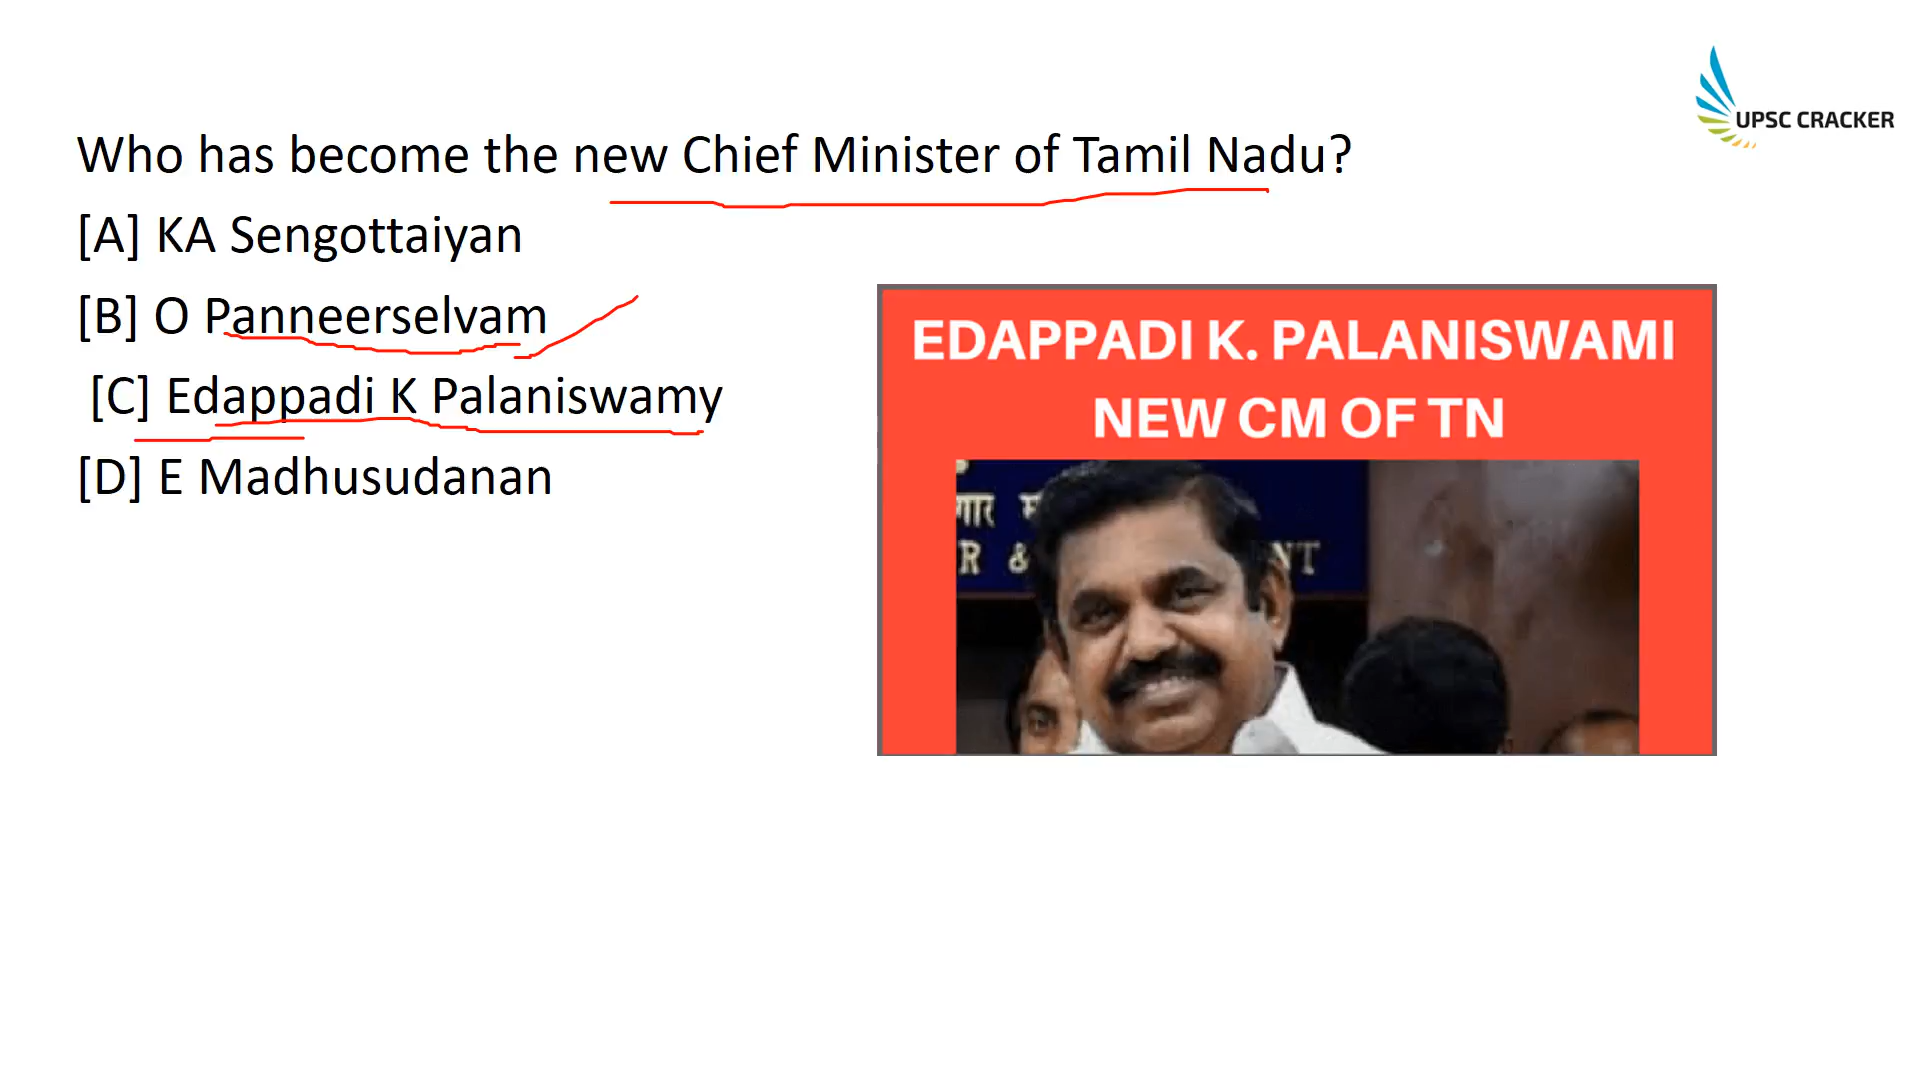 UPSC CRACKER
Who has become the new Chief Minister of Tamil Nadu?
[A] KA Sengottaiyan
[B] O Panneerselvam
[C] Edappadi K Palaniswamy
[D] E Madhusudanan
EDAPPADI K. PALANISWAMI
NEW CM OF TN
गार म
R & NT